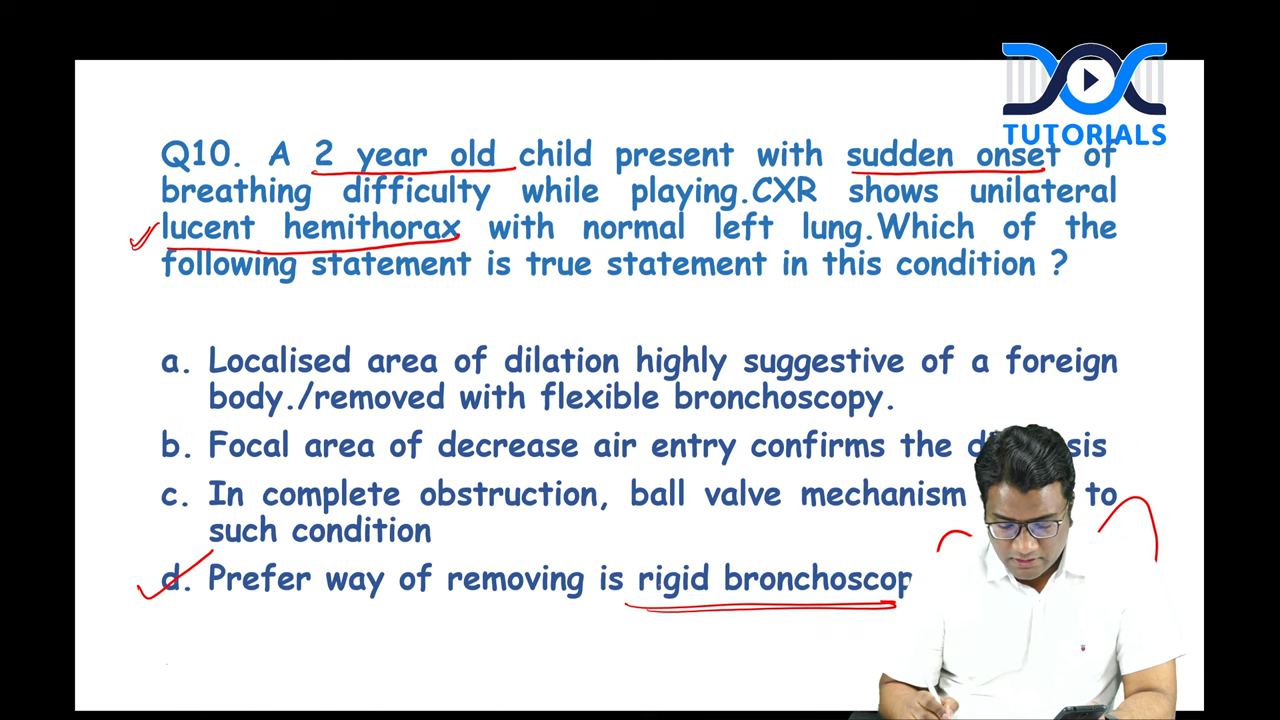 TUTORIALS
Q10. A 2 year old child present with sudden onset of
breathing difficulty while playing.CXR shows unilateral
lucent hemithorax with normal left lung.Which of the
following statement is true statement in this condition ?
a. Localised area of dilation highly suggestive of a foreign
body./removed with flexible bronchoscopy.
b. Focal area of decrease air entry confirms the
c. In complete obstruction, ball valve mechanism to
such condition
d. Prefer way of removing is rigid